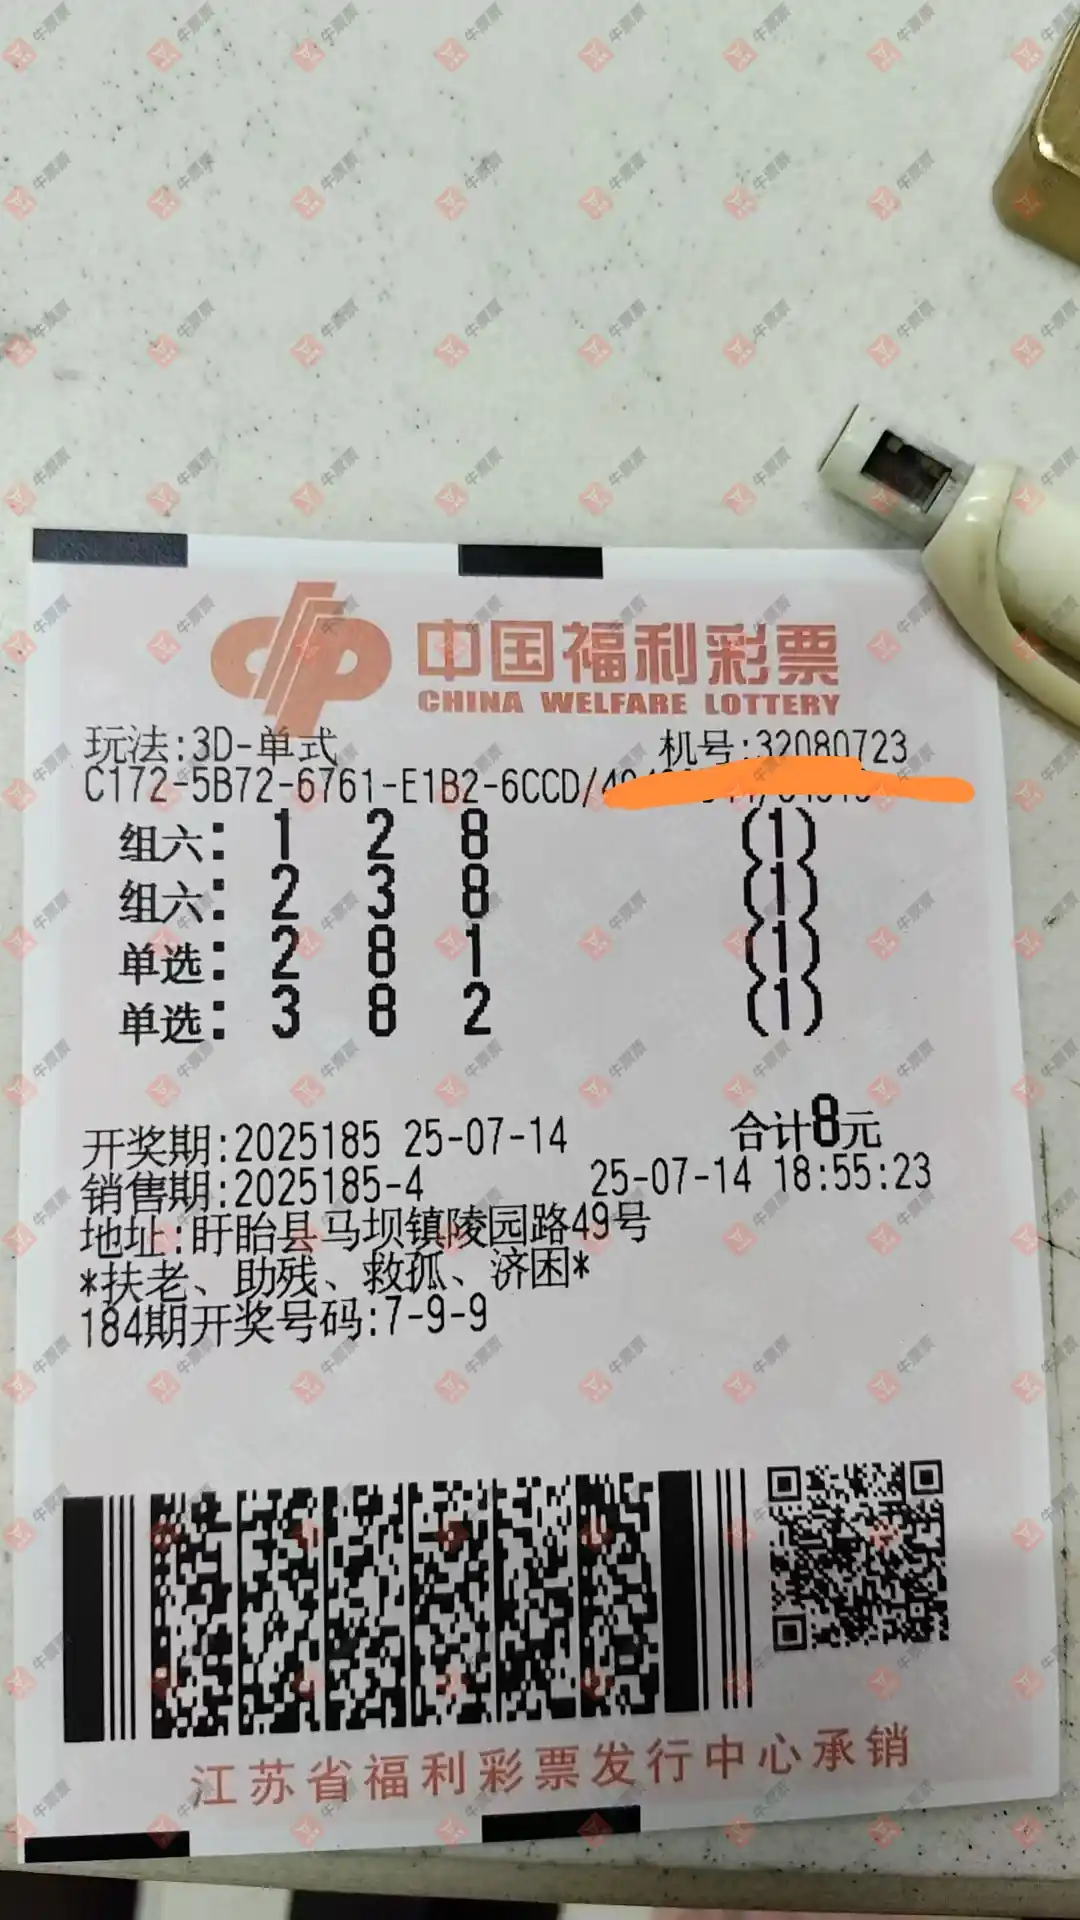 中国福利彩票
CHINA WELFARE LOTTERY
玩法:3D-单式 机号:32080723
C172-5B72-6761-E1B2-6CCD/
组六: 1 2 8 (1)
组六: 2 3 8 (1)
单选: 2 8 1 (1)
单选: 3 8 2 (1)
开奖期:2025185 25-07-14 合计8元
销售期:2025185-4 25-07-14 18:55:23
地址:盱眙县马坝镇陵园路49号
*扶老、助残、救孤、济困*
184期开奖号码:7-9-9
江苏省福利彩票发行中心承销
牛票票